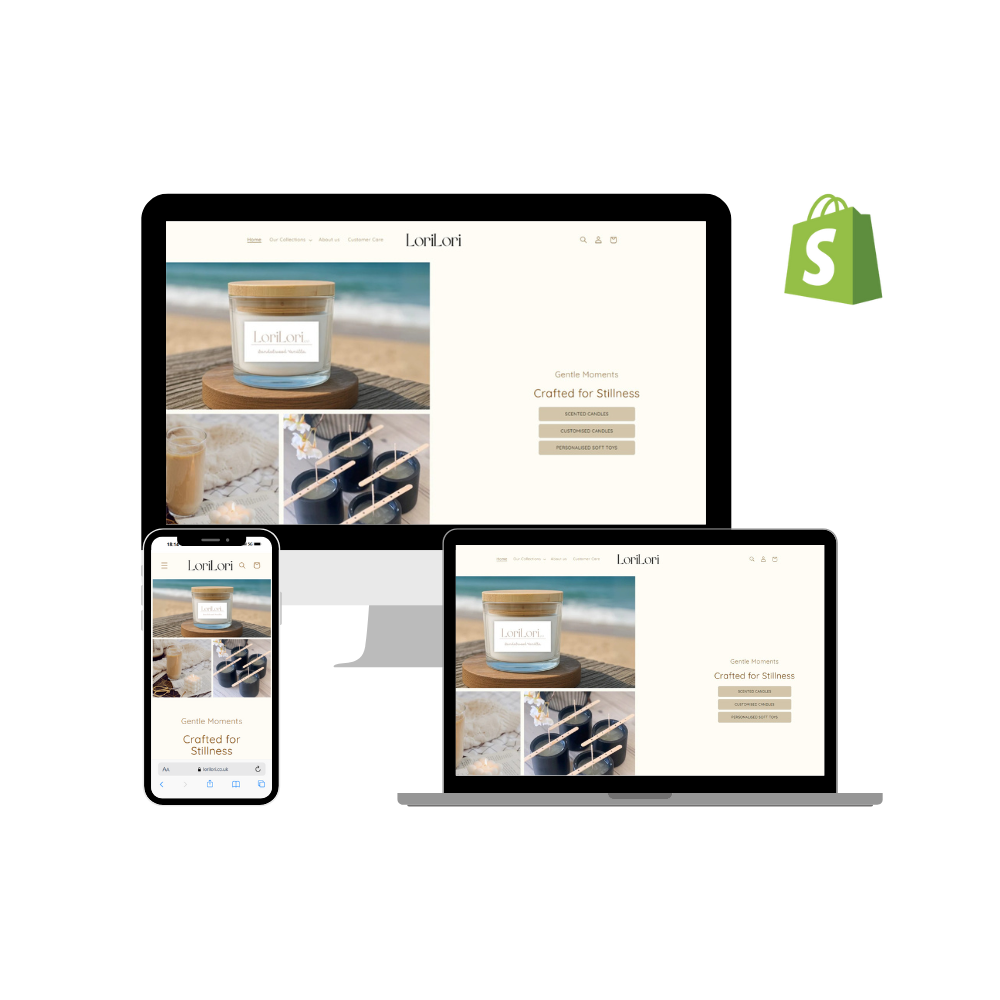 Home Our Collections About us Customer Care LoriLori
LoriLori
Gentle Moments
Crafted for Stillness
SCENTED CANDLES
CUSTOMISED CANDLES
PERSONALISED SOFT TOYS
S
LoriLori
LoriLori
Gentle Moments
Crafted for
Stillness
AA lorilori.co.uk
Home Our Collections About us Customer Care LoriLori
LoriLori
Gentle Moments
Crafted for Stillness
SCENTED CANDLES
CUSTOMISED CANDLES
PERSONALISED SOFT TOYS